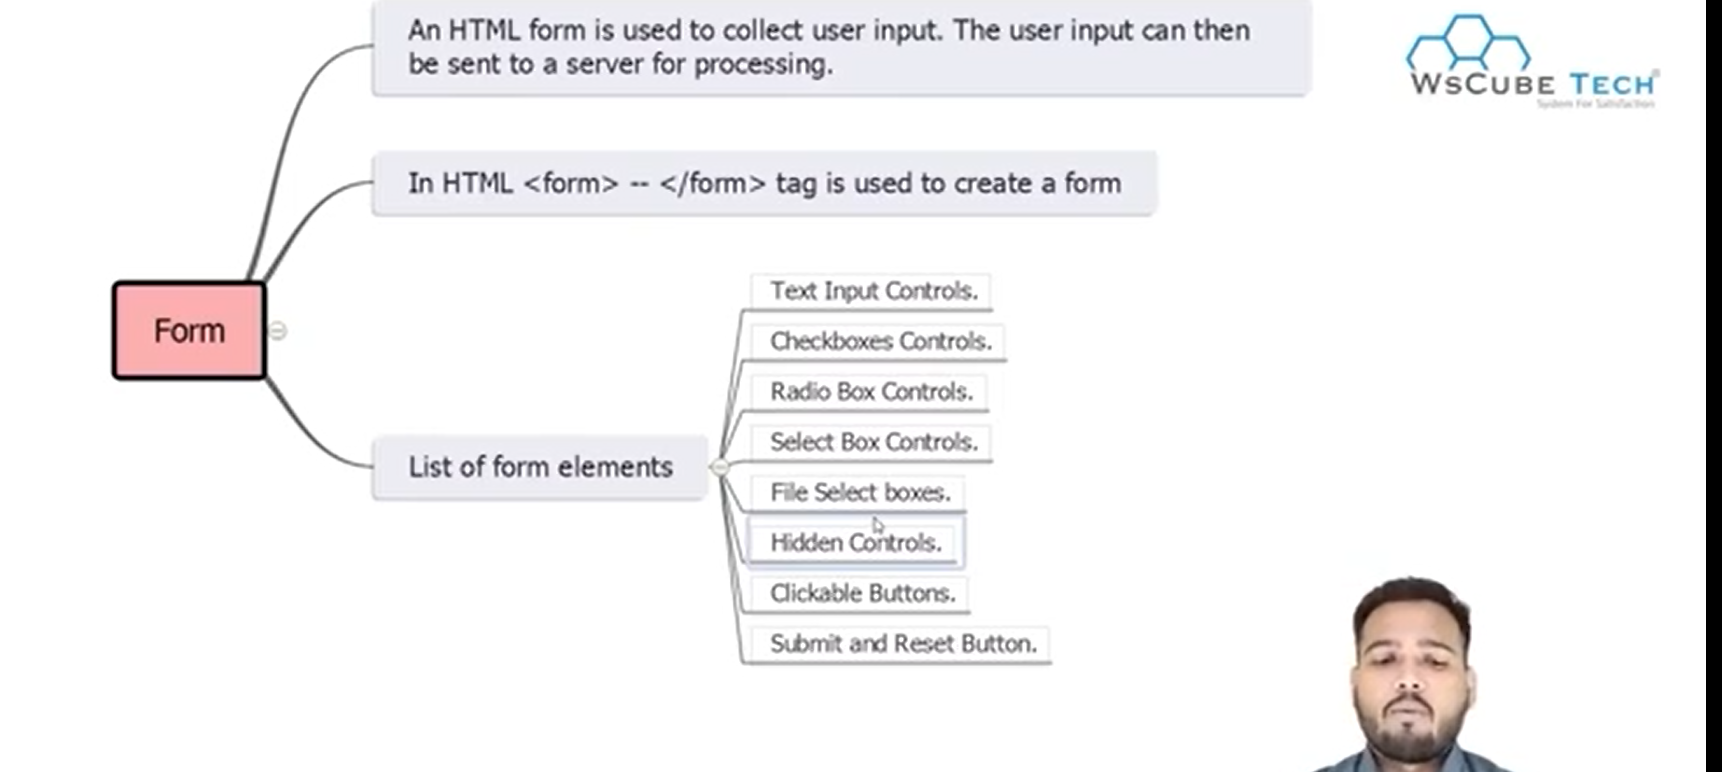 An HTML form is used to collect user input. The user input can then
be sent to a server for processing.
WSCUBE TECH
System For Satisfaction
In HTML <form> -- </form> tag is used to create a form
Form
List of form elements
Text Input Controls.
Checkboxes Controls.
Radio Box Controls.
Select Box Controls.
File Select boxes.
Hidden Controls.
Clickable Buttons.
Submit and Reset Button.